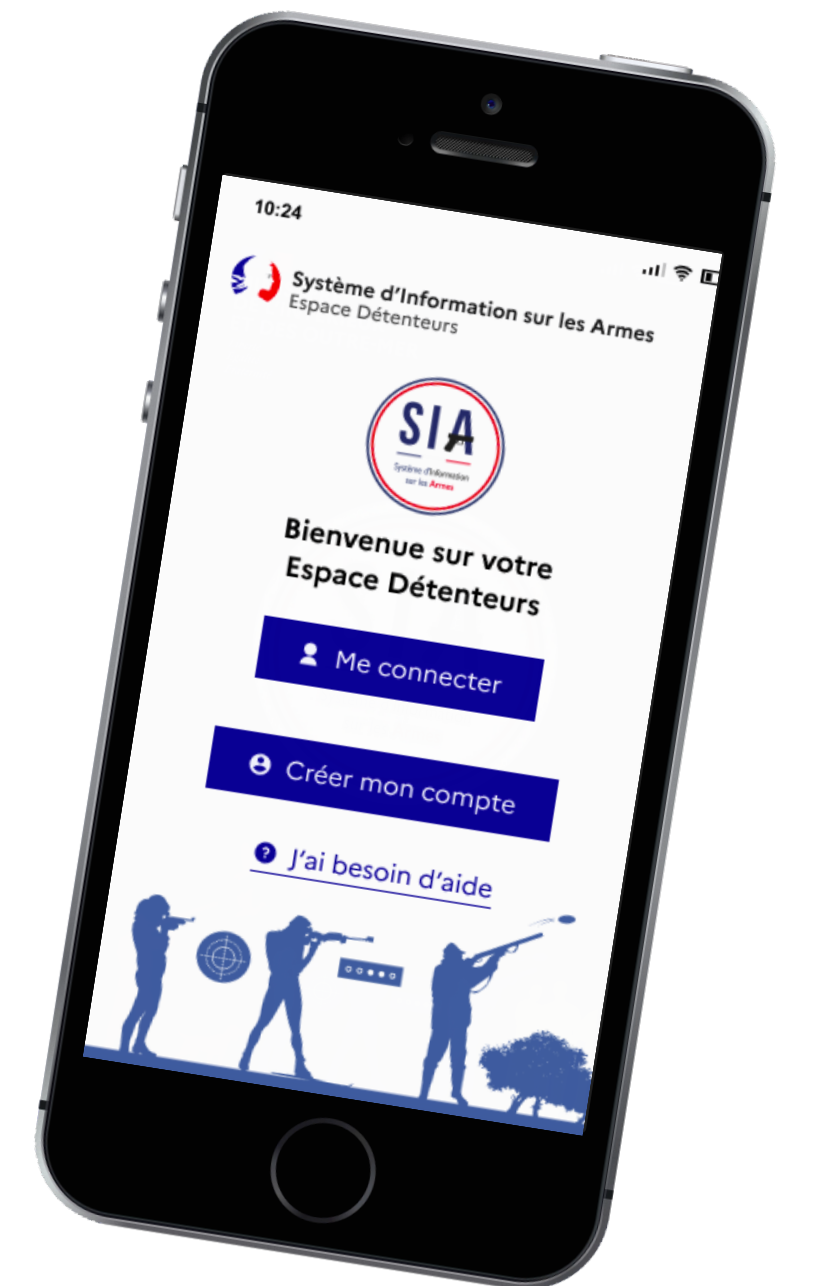 10:24
Système d'Information sur les Armes
Espace Détenteurs
SIA
Système d'Information
sur les Armes
Bienvenue sur votre
Espace Détenteurs
Me connecter
Créer mon compte
? J'ai besoin d'aide